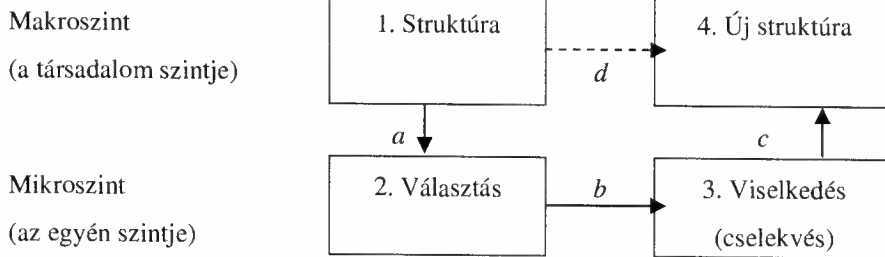 Makroszint
(a társadalom szintje)
1. Struktúra
4. Új struktúra
d
a
c
Mikroszint
(az egyén szintje)
2. Választás
b
3. Viselkedés
(cselekvés)